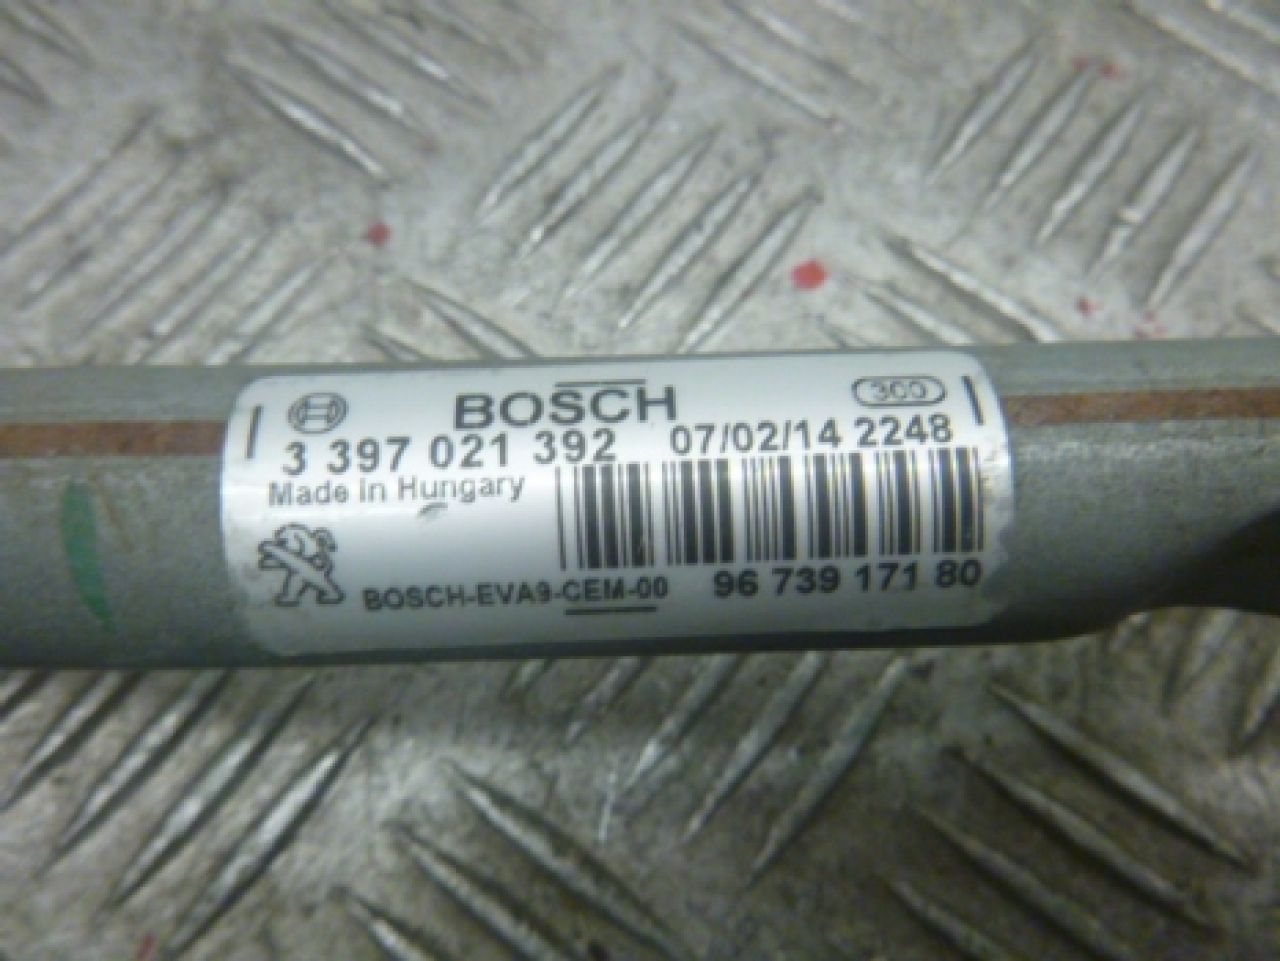 BOSCH 300
3 397 021 392 07/02/14 2248
Made in Hungary
BOSCH-EVA9-CEM-00 96 739 171 80